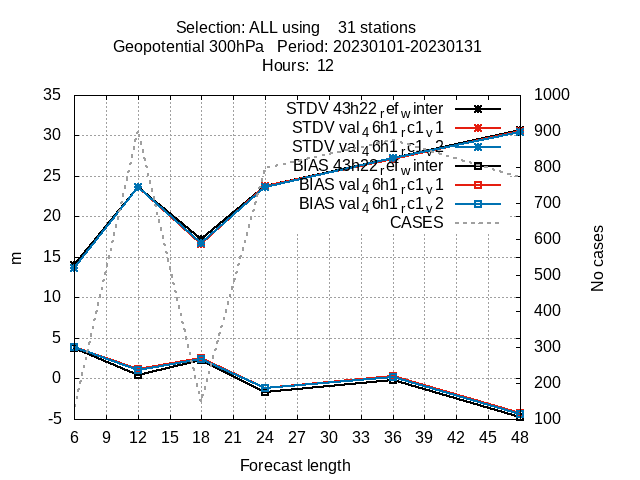 Selection: ALL using    31 stations
Geopotential 300hPa   Period: 20230101-20230131
Hours:  12
35
30
25
20
15
10
5
0
-5
m
1000
900
800
700
600
500
400
300
200
100
No cases
STDV 43h22_ref_winter
STDV val_46h1_rc1_v1
STDV val_46h1_rc1_v2
BIAS 43h22_ref_winter
BIAS val_46h1_rc1_v1
BIAS val_46h1_rc1_v2
CASES
6 9 12 15 18 21 24 27 30 33 36 39 42 45 48
Forecast length